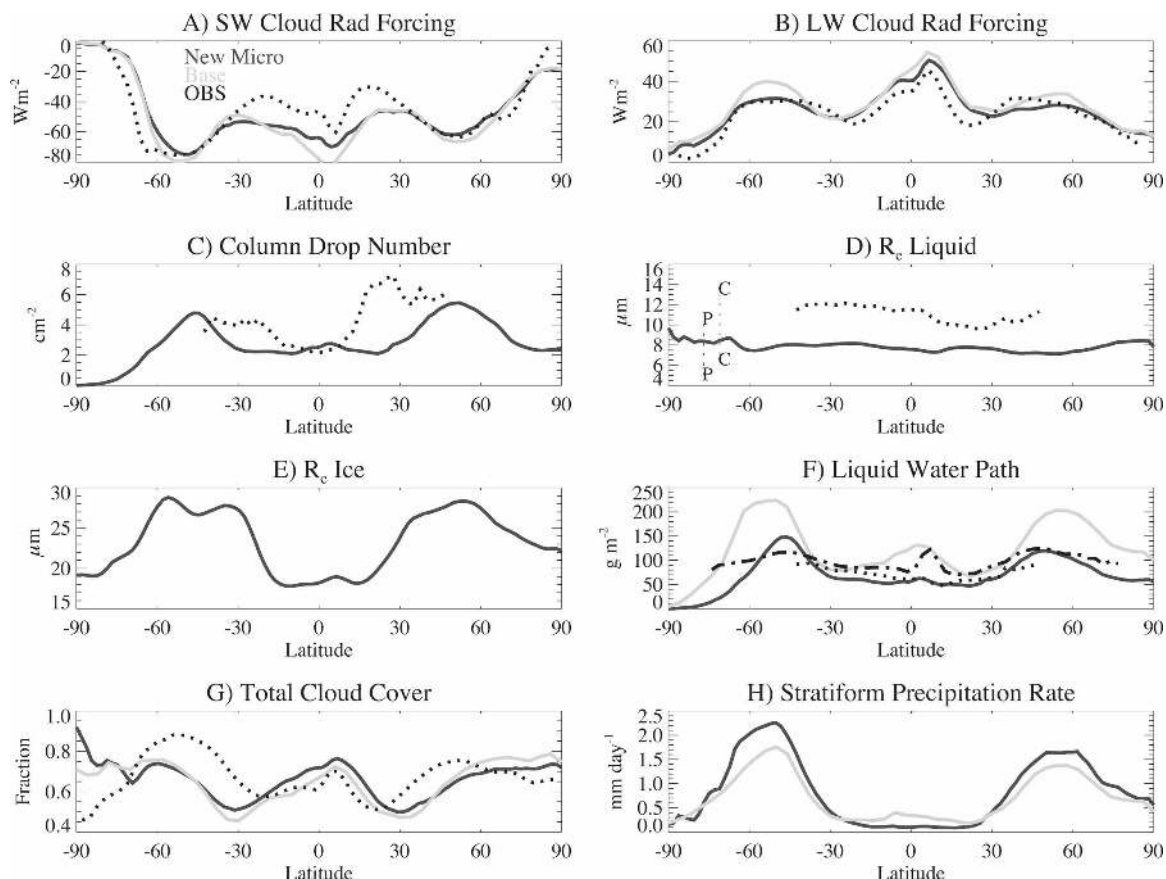 A) SW Cloud Rad Forcing
New Micro
Base
OBS
Wm-2
0
-20
-40
-60
-80
-90 -60 -30 0 30 60 90
Latitude
B) LW Cloud Rad Forcing
Wm-2
60
40
20
0
-90 -60 -30 0 30 60 90
Latitude
C) Column Drop Number
cm-2
8
6
4
2
0
-90 -60 -30 0 30 60 90
Latitude
D) Re Liquid
μm
16
14
12
10
8
6
4
C
P
C
P
-90 -60 -30 0 30 60 90
Latitude
E) Re Ice
μm
30
25
20
15
-90 -60 -30 0 30 60 90
Latitude
F) Liquid Water Path
g m-2
250
200
150
100
50
0
-90 -60 -30 0 30 60 90
Latitude
G) Total Cloud Cover
Fraction
1.0
0.8
0.6
0.4
-90 -60 -30 0 30 60 90
Latitude
H) Stratiform Precipitation Rate
mm day-1
2.5
2.0
1.5
1.0
0.5
0.0
-90 -60 -30 0 30 60 90
Latitude